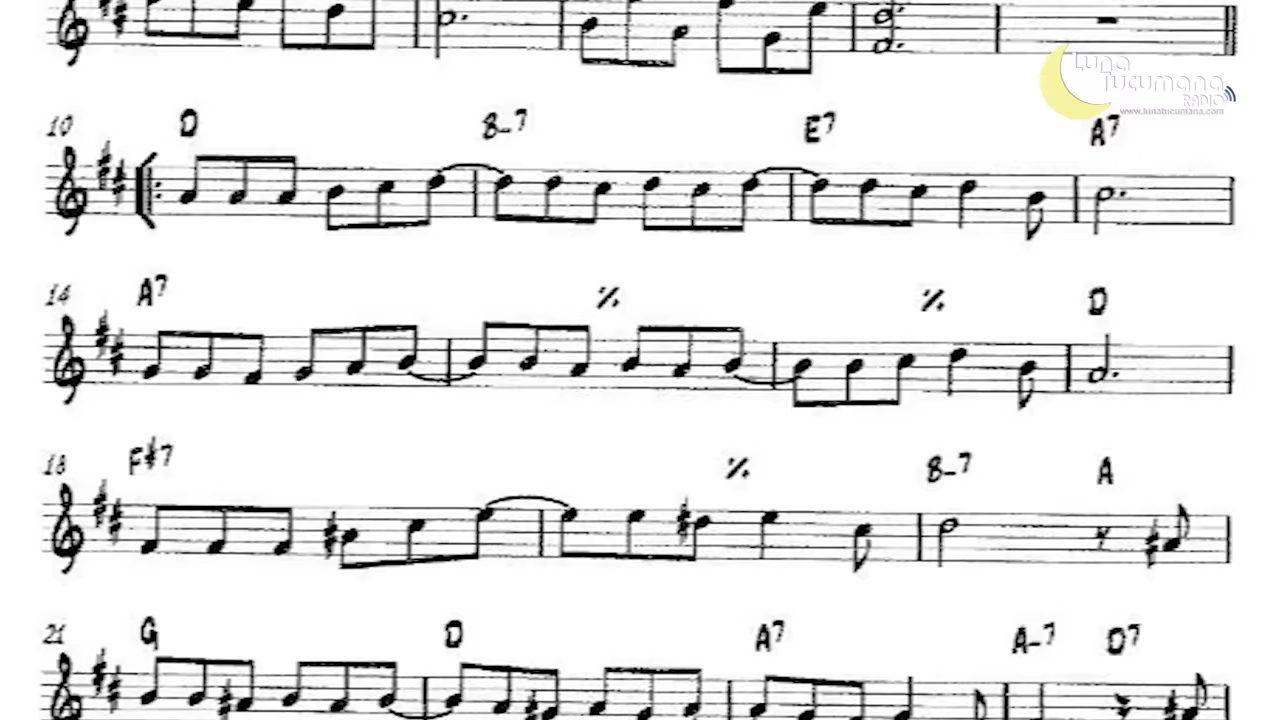 Luna
Tucumana
RADIO
www.lunatucumana.com
10 D B-7 E7 A7
14 A7 % % D
18 F#7 % B-7 A
21 G D A7 A-7 D7